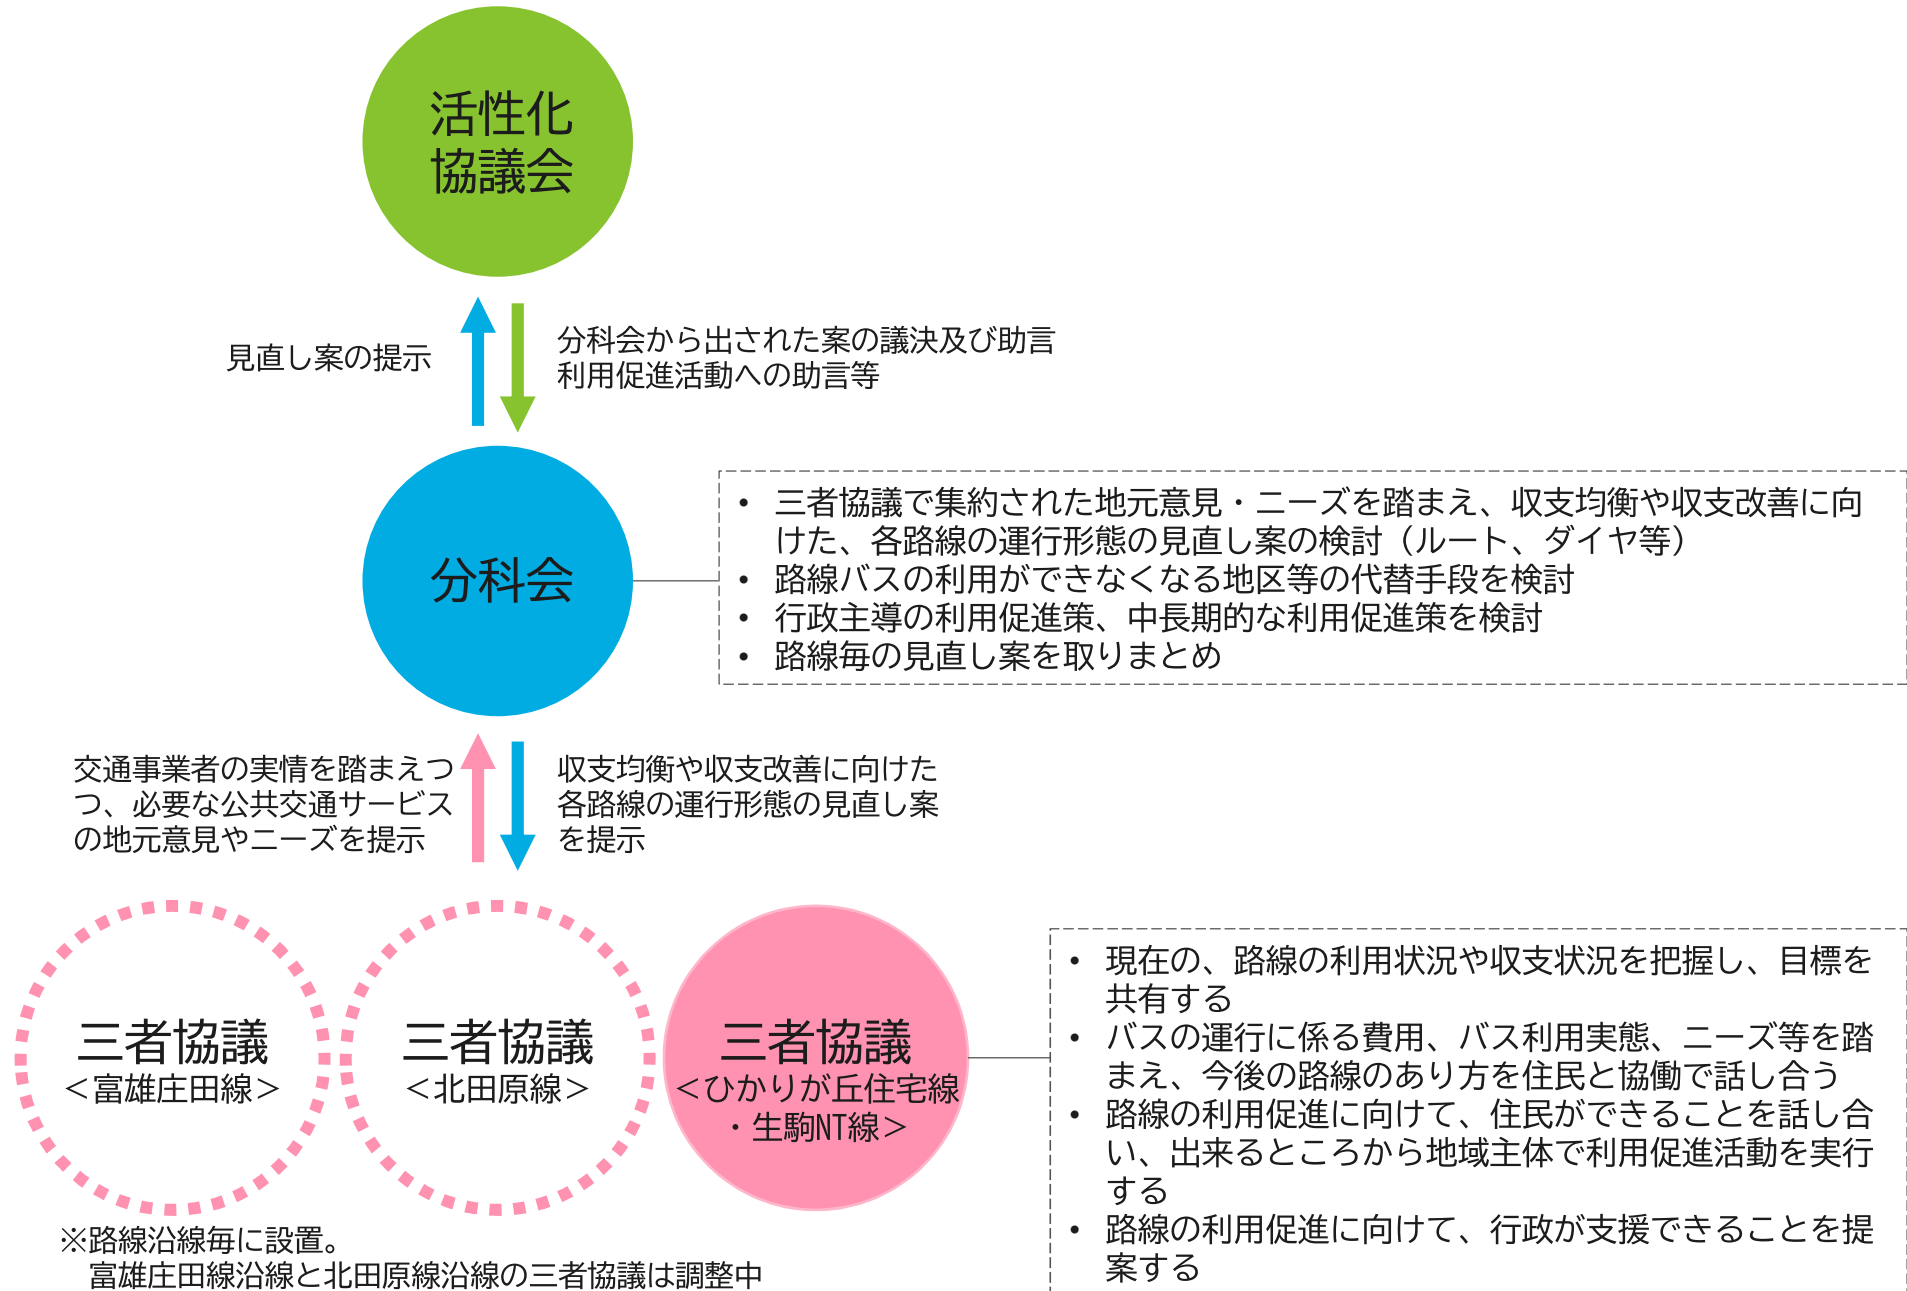 活性化
協議会
見直し案の提示
分科会から出された案の議決及び助言
利用促進活動への助言等
分科会
• 三者協議で集約された地元意見・ニーズを踏まえ、収支均衡や収支改善に向
けた、各路線の運行形態の見直し案の検討（ルート、ダイヤ等）
• 路線バスの利用ができなくなる地区等の代替手段を検討
• 行政主導の利用促進策、中長期的な利用促進策を検討
• 路線毎の見直し案を取りまとめ
交通事業者の実情を踏まえつ
つ、必要な公共交通サービス
の地元意見やニーズを提示
収支均衡や収支改善に向けた
各路線の運行形態の見直し案
を提示
三者協議
＜富雄庄田線＞
三者協議
＜北田原線＞
三者協議
＜ひかりが丘住宅線
・生駒NT線＞
• 現在の、路線の利用状況や収支状況を把握し、目標を
共有する
• バスの運行に係る費用、バス利用実態、ニーズ等を踏
まえ、今後の路線のあり方を住民と協働で話し合う
• 路線の利用促進に向けて、住民ができることを話し合
い、出来るところから地域主体で利用促進活動を実行
する
• 路線の利用促進に向けて、行政が支援できることを提
案する
※路線沿線毎に設置。
富雄庄田線沿線と北田原線沿線の三者協議は調整中